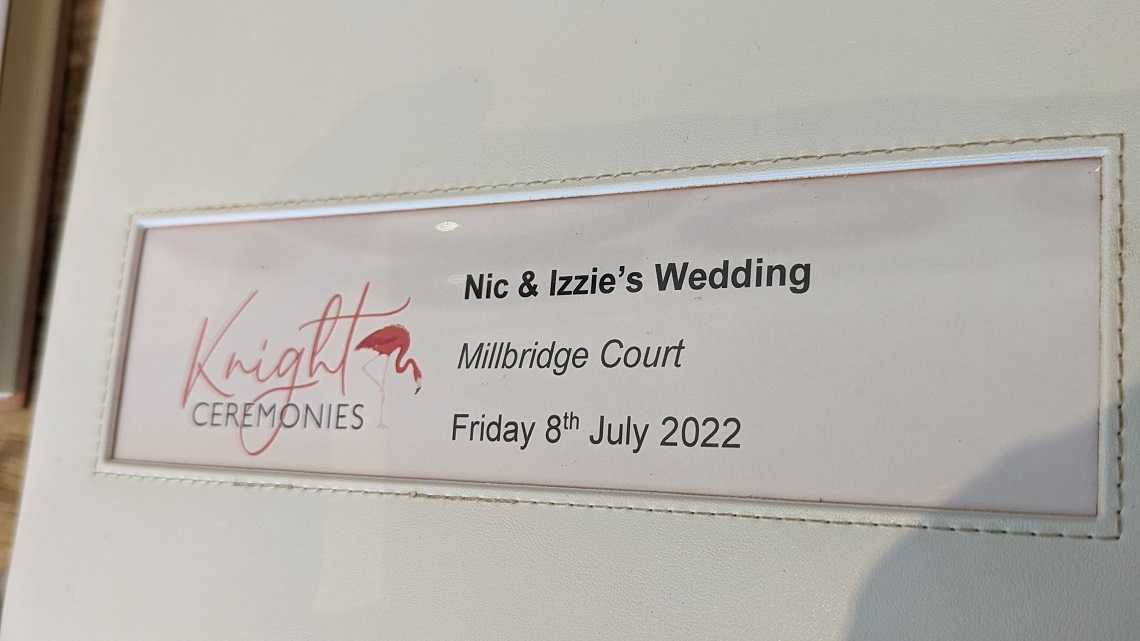 Knight
CEREMONIES
Nic & Izzie’s Wedding
Millbridge Court
Friday 8th July 2022